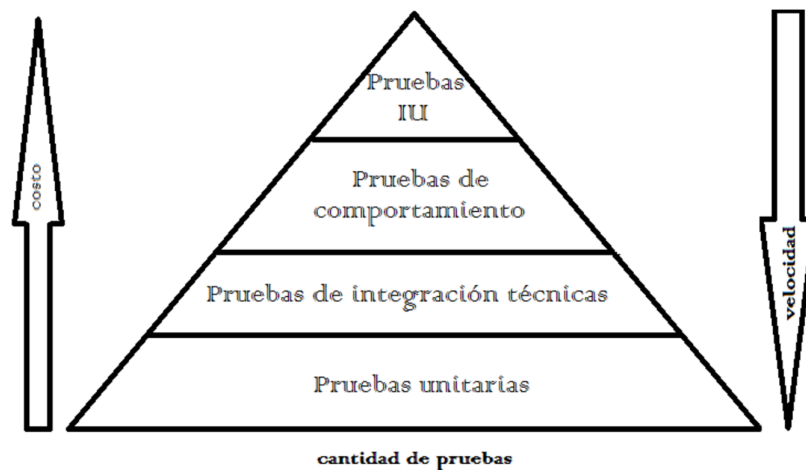 Pruebas
IU
Pruebas de
comportamiento
Pruebas de integración técnicas
Pruebas unitarias
costo
velocidad
cantidad de pruebas